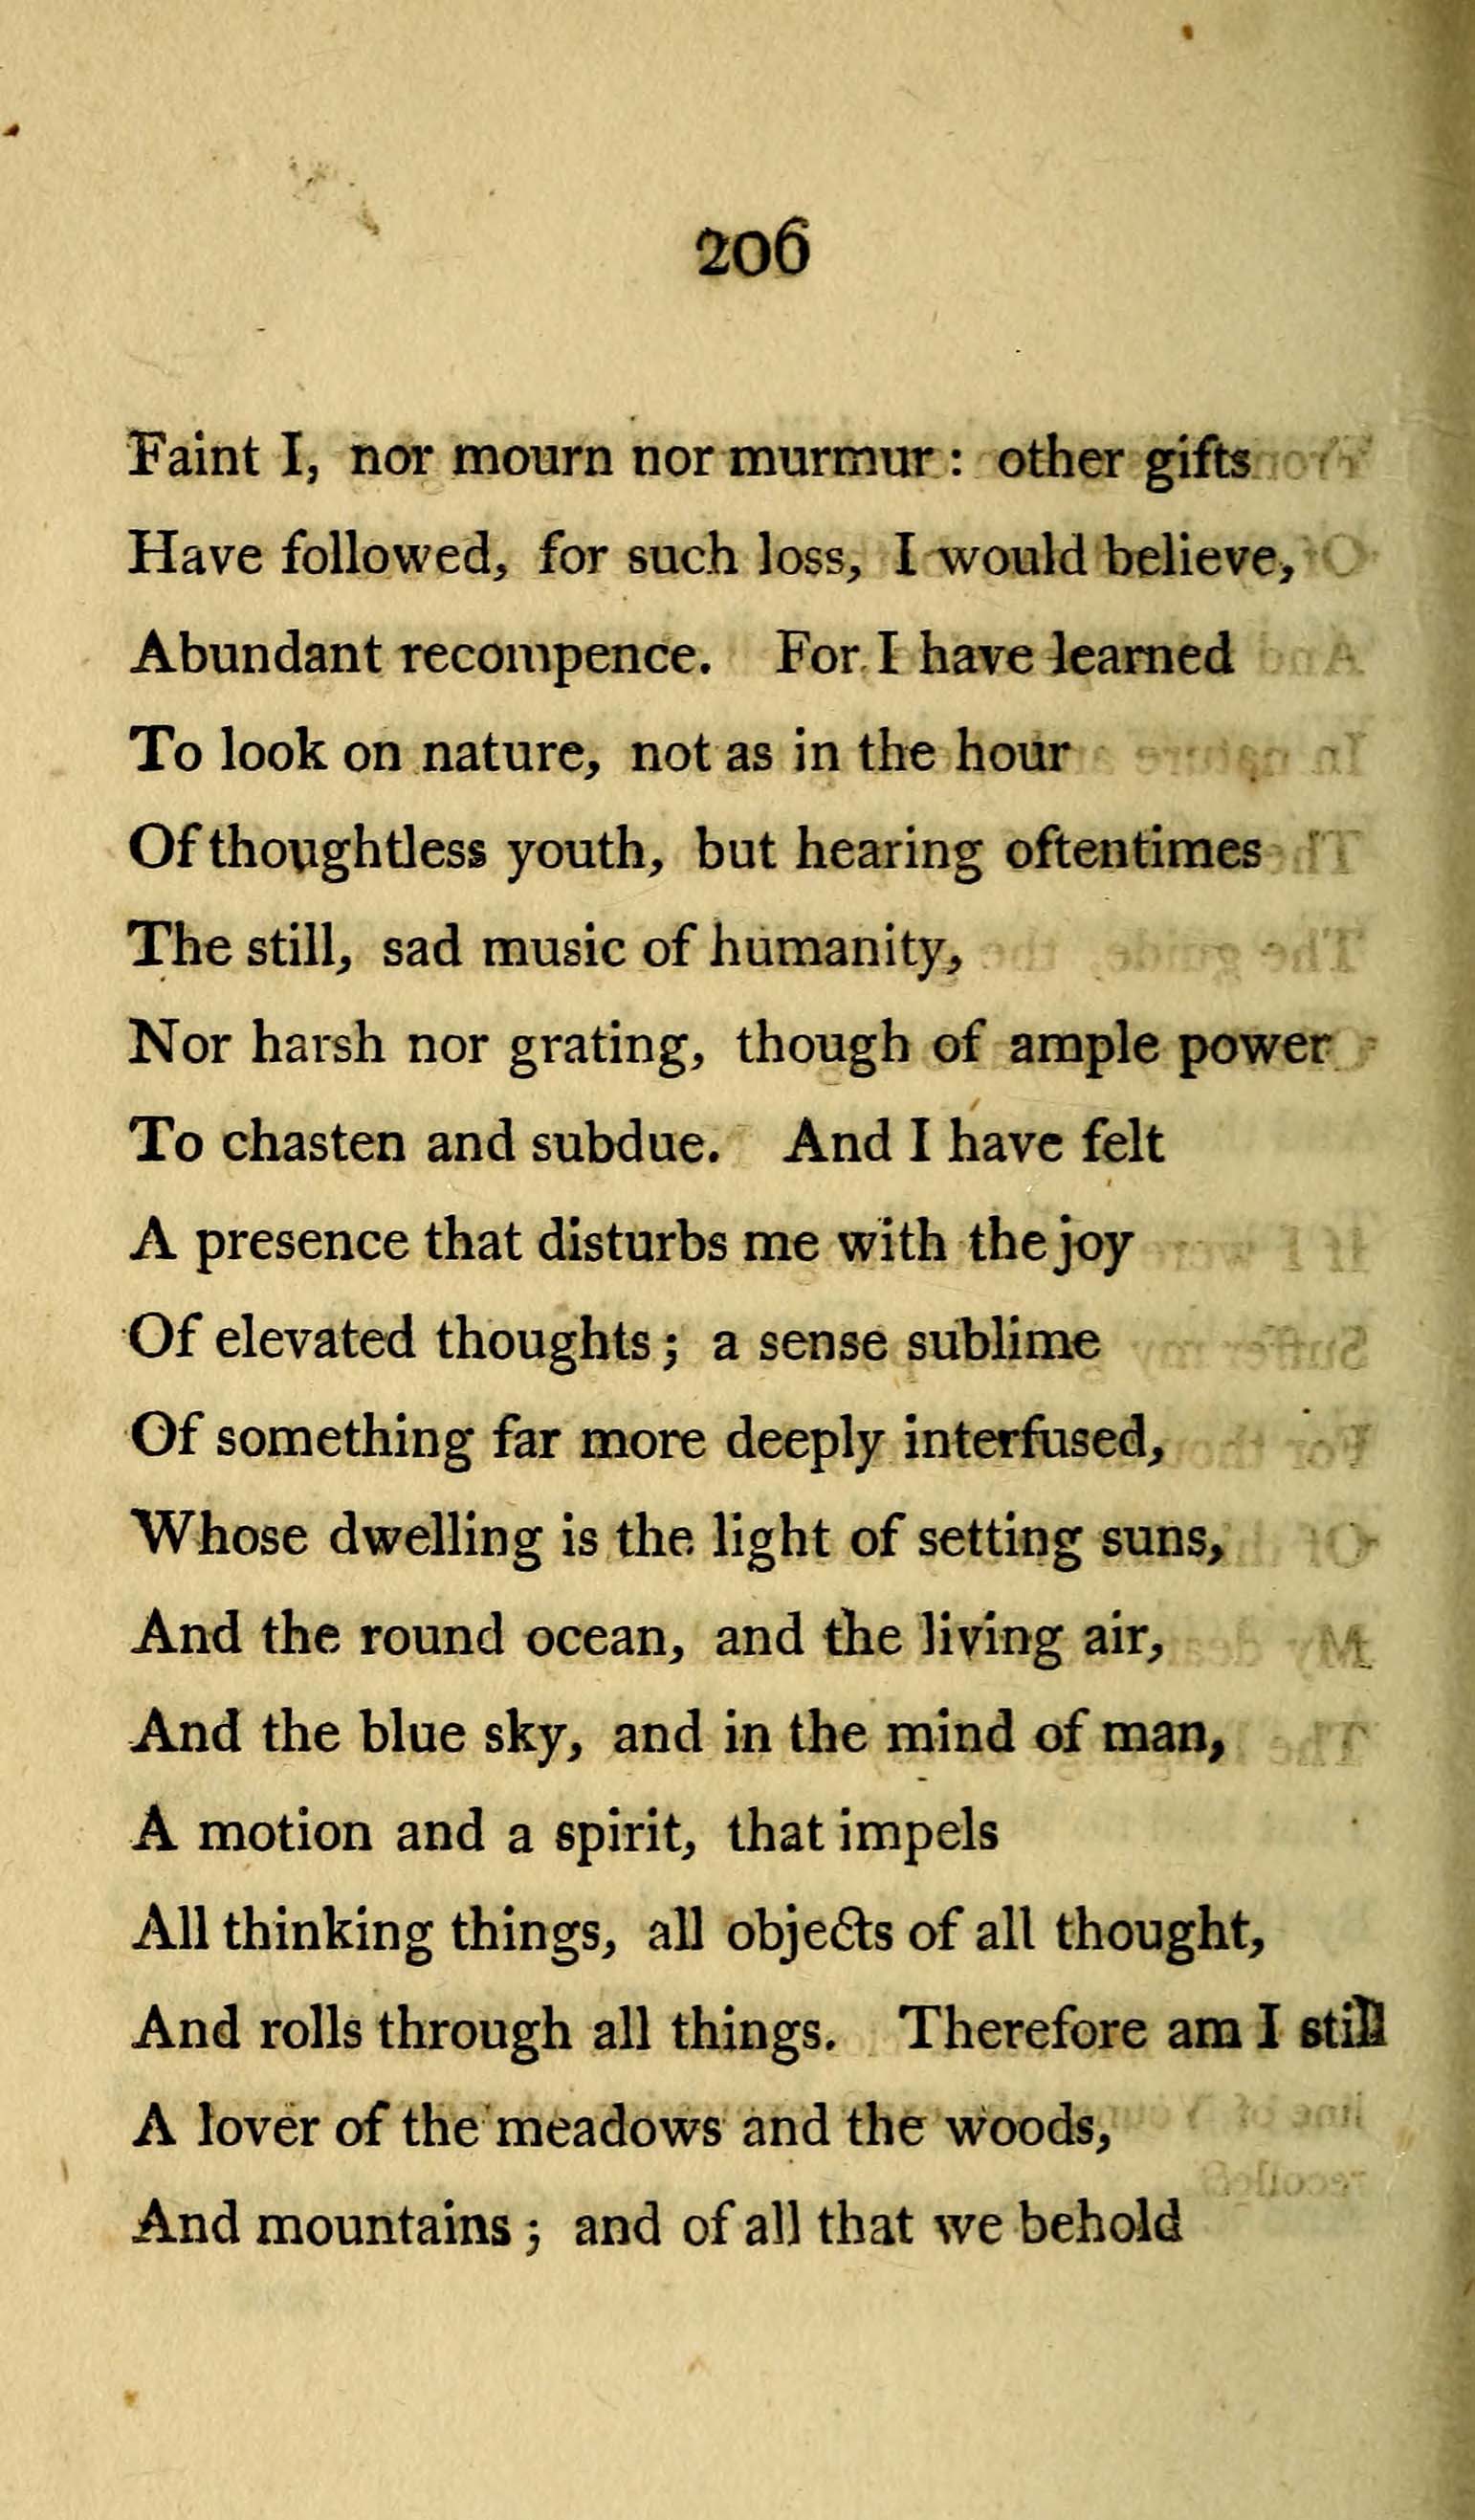 206
Faint I, nor mourn nor murmur: other gifts
Have followed, for such loss, I would believe,
Abundant recompence. For I have learned
To look on nature, not as in the hour
Of thoughtless youth, but hearing oftentimes
The still, sad music of humanity,
Nor harsh nor grating, though of ample power
To chasten and subdue. And I have felt
A presence that disturbs me with the joy
Of elevated thoughts; a sense sublime
Of something far more deeply interfused,
Whose dwelling is the light of setting suns,
And the round ocean, and the living air,
And the blue sky, and in the mind of man,
A motion and a spirit, that impels
All thinking things, all objects of all thought,
And rolls through all things. Therefore am I still
A lover of the meadows and the woods,
And mountains; and of all that we behold